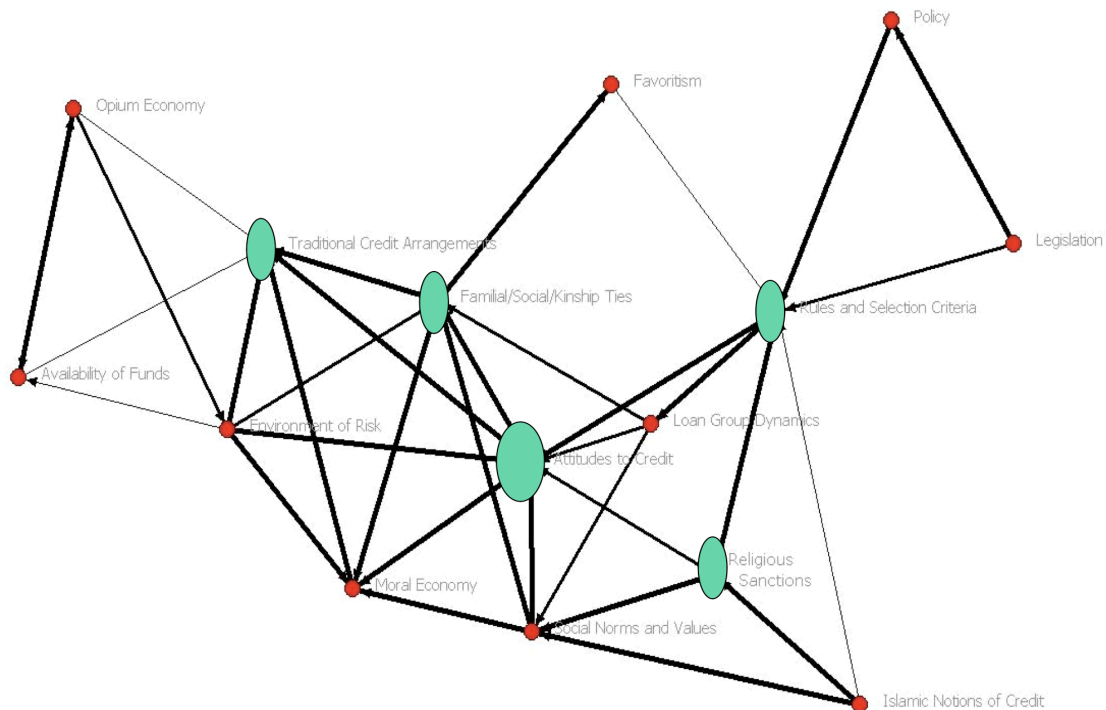 Policy
Favoritism
Opium Economy
Legislation
Traditional Credit Arrangements
Familial/Social/Kinship Ties
Rules and Selection Criteria
Availability of Funds
Environment of Risk
Loan Group Dynamics
Attitudes to Credit
Religious
Sanctions
Moral Economy
Social Norms and Values
Islamic Notions of Credit